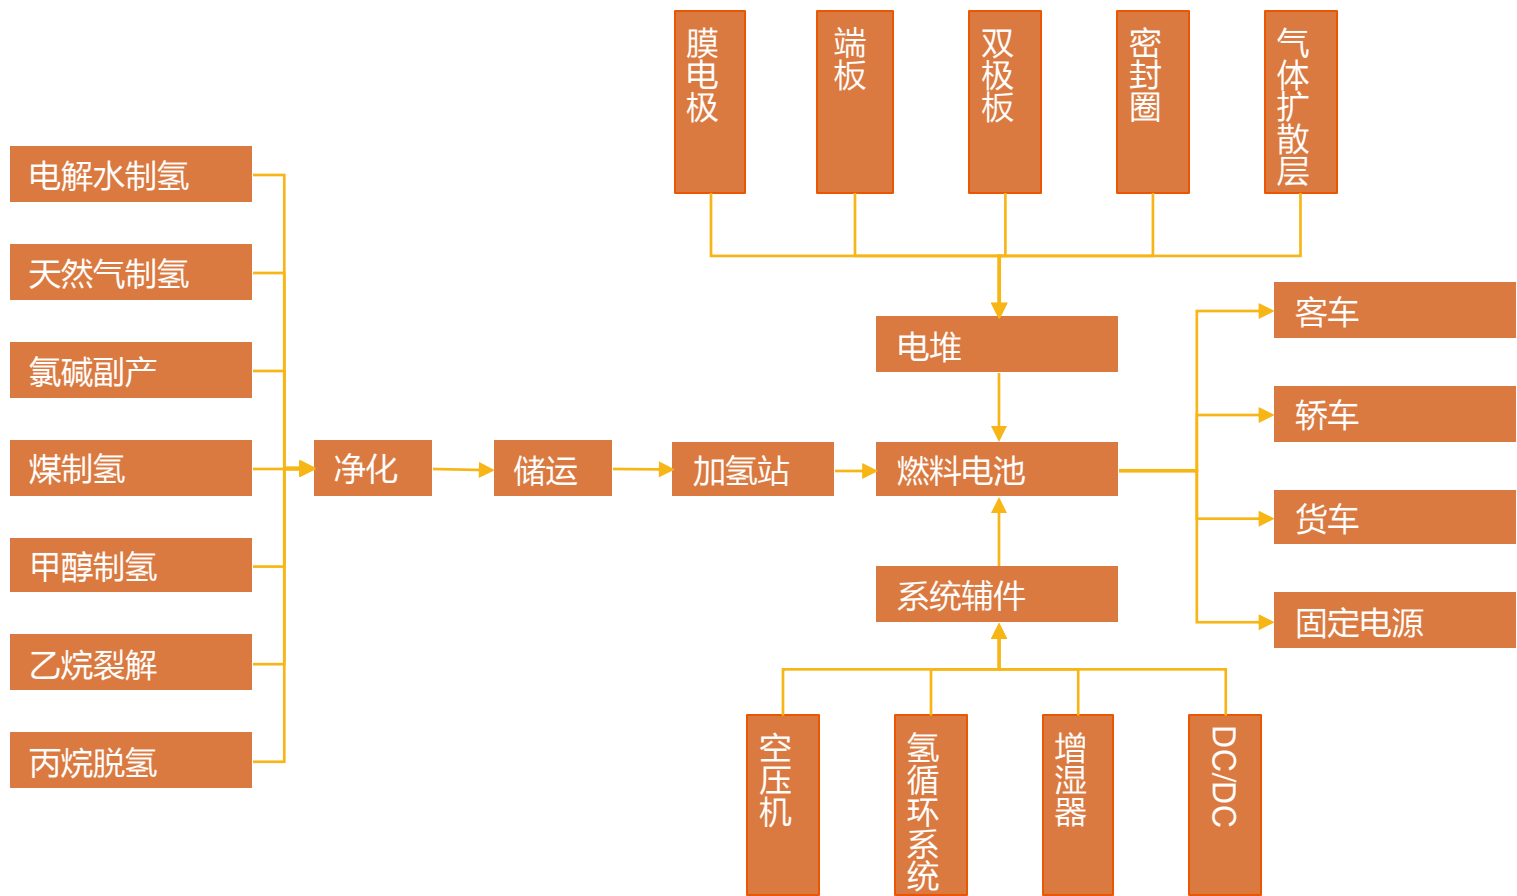 膜电极
端板
双极板
密封圈
气体扩散层
电解水制氢
天然气制氢
氯碱副产
煤制氢
甲醇制氢
乙烷裂解
丙烷脱氢
净化
储运
加氢站
电堆
燃料电池
系统辅件
客车
轿车
货车
固定电源
空压机
氢循环系统
增湿器
DC/DC